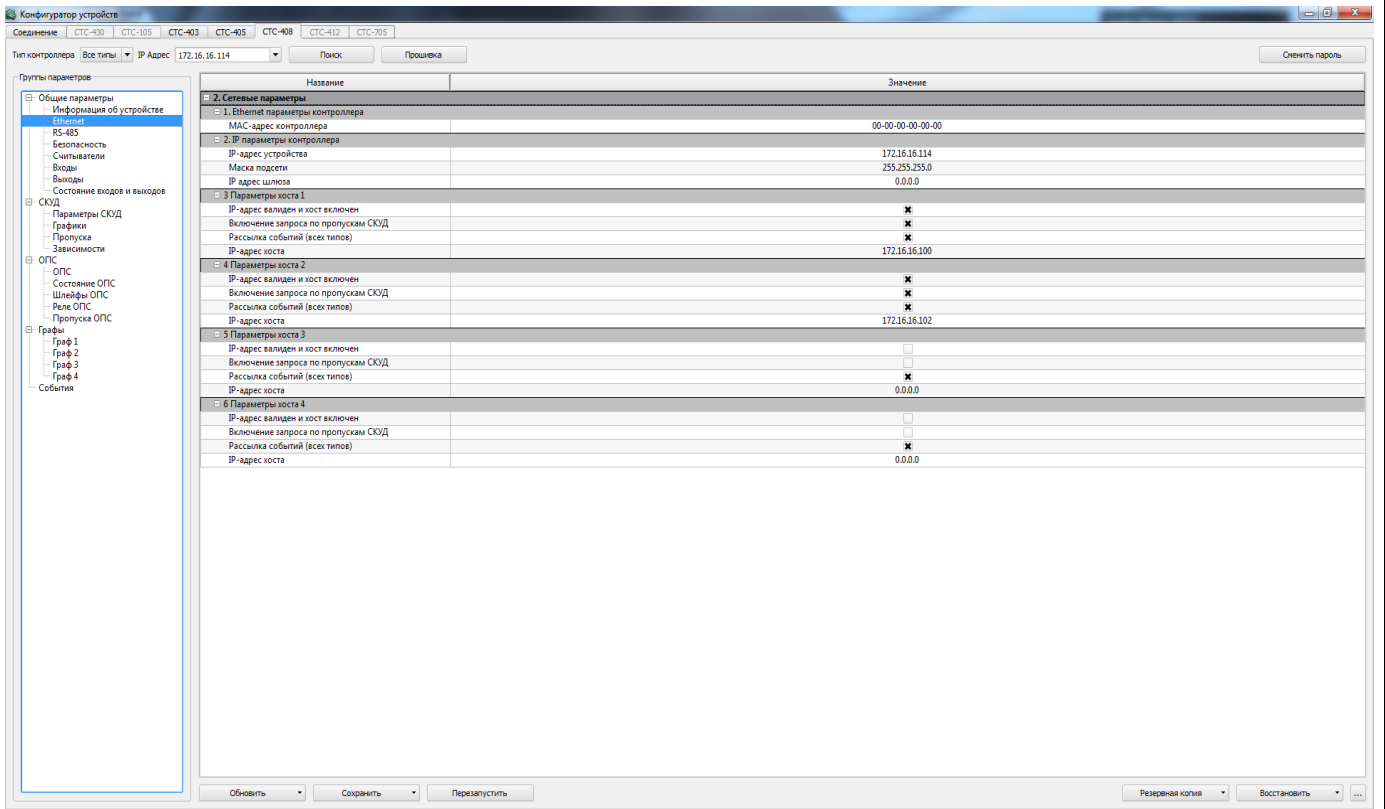 Конфигуратор устройств
Соединение СТС-430 СТС-105 СТС-403 СТС-405 СТС-408 СТС-412 СТС-705
Тип контроллера Все типы IP Адрес 172.16.16.114 Поиск Прошивка Сменить пароль
Группы параметров
Общие параметры
Информация об устройстве
Ethernet
RS-485
Безопасность
Считыватели
Входы
Выходы
Состояние входов и выходов
СКУД
Параметры СКУД
Графики
Пропуска
Зависимости
ОПС
ОПС
Состояние ОПС
Шлейфы ОПС
Реле ОПС
Пропуска ОПС
Графы
Граф 1
Граф 2
Граф 3
Граф 4
События
Название Значение
2. Сетевые параметры
1. Ethernet параметры контроллера
MAC-адрес контроллера 00-00-00-00-00-00
2. IP параметры контроллера
IP-адрес устройства 172.16.16.114
Маска подсети 255.255.255.0
IP адрес шлюза 0.0.0.0
3 Параметры хоста 1
IP-адрес валиден и хост включен
Включение запроса по пропускам СКУД
Рассылка событий (всех типов)
IP-адрес хоста 172.16.16.100
4 Параметры хоста 2
IP-адрес валиден и хост включен
Включение запроса по пропускам СКУД
Рассылка событий (всех типов)
IP-адрес хоста 172.16.16.102
5 Параметры хоста 3
IP-адрес валиден и хост включен
Включение запроса по пропускам СКУД
Рассылка событий (всех типов)
IP-адрес хоста 0.0.0.0
6 Параметры хоста 4
IP-адрес валиден и хост включен
Включение запроса по пропускам СКУД
Рассылка событий (всех типов)
IP-адрес хоста 0.0.0.0
Обновить Сохранить Перезапустить Резервная копия Восстановить ...